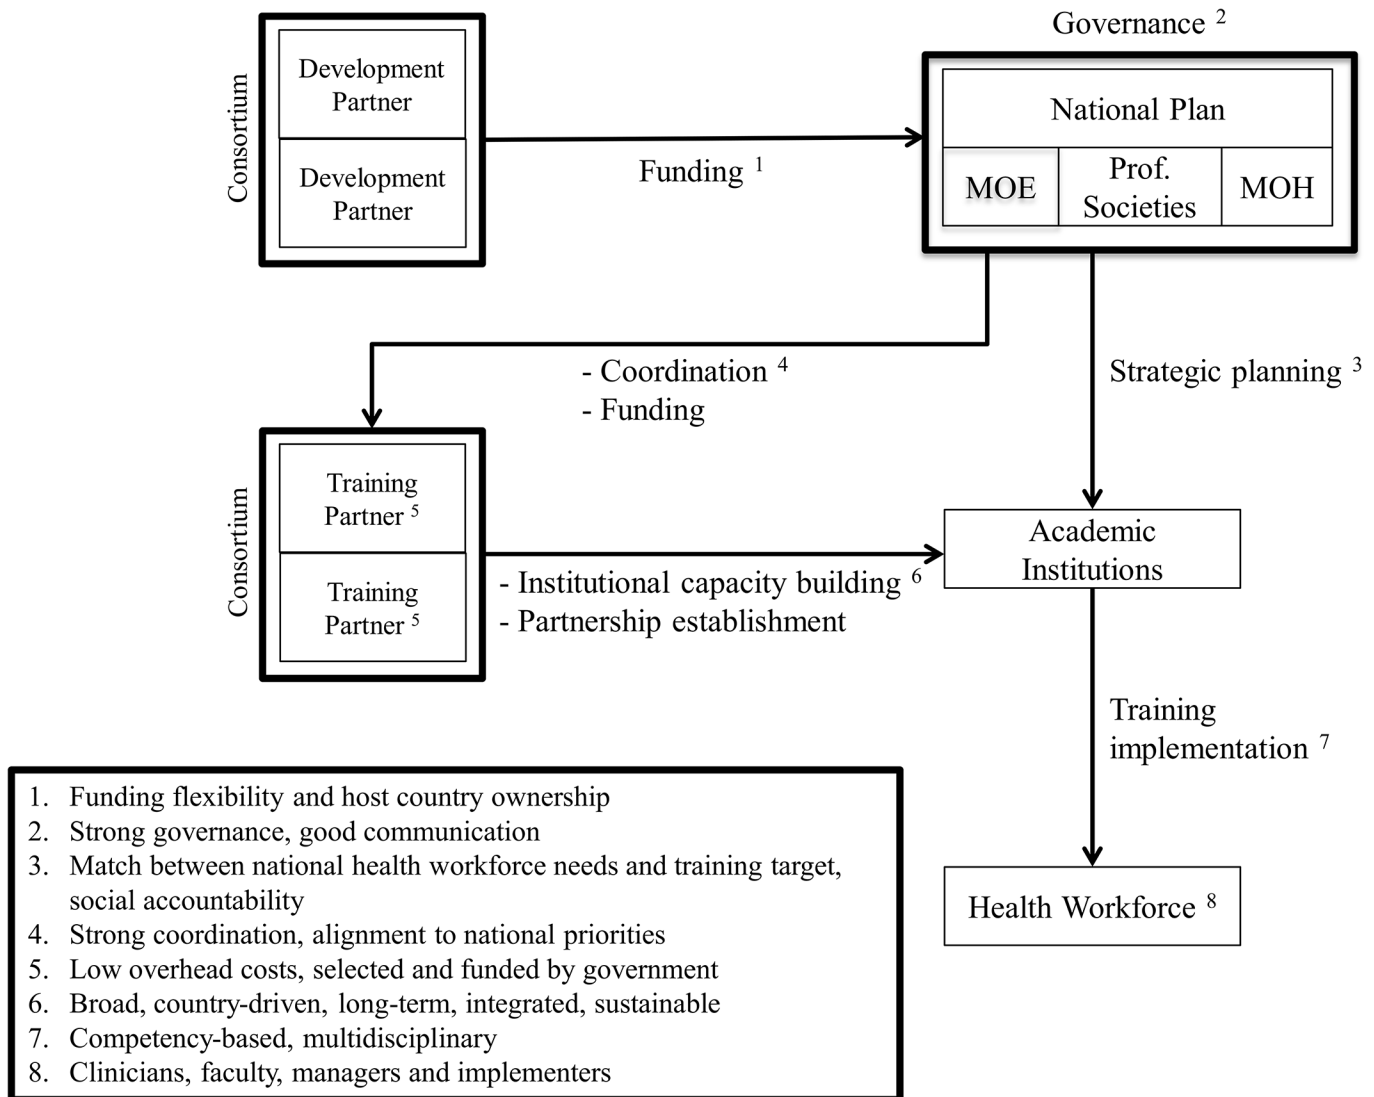 Governance 2
Consortium
Development
Partner
Development
Partner
Funding 1
National Plan
MOE
Prof.
Societies
MOH
- Coordination 4
- Funding
Strategic planning 3
Consortium
Training
Partner 5
Training
Partner 5
- Institutional capacity building 6
- Partnership establishment
Academic
Institutions
Training
implementation 7
Health Workforce 8
1. Funding flexibility and host country ownership
2. Strong governance, good communication
3. Match between national health workforce needs and training target,
social accountability
4. Strong coordination, alignment to national priorities
5. Low overhead costs, selected and funded by government
6. Broad, country-driven, long-term, integrated, sustainable
7. Competency-based, multidisciplinary
8. Clinicians, faculty, managers and implementers